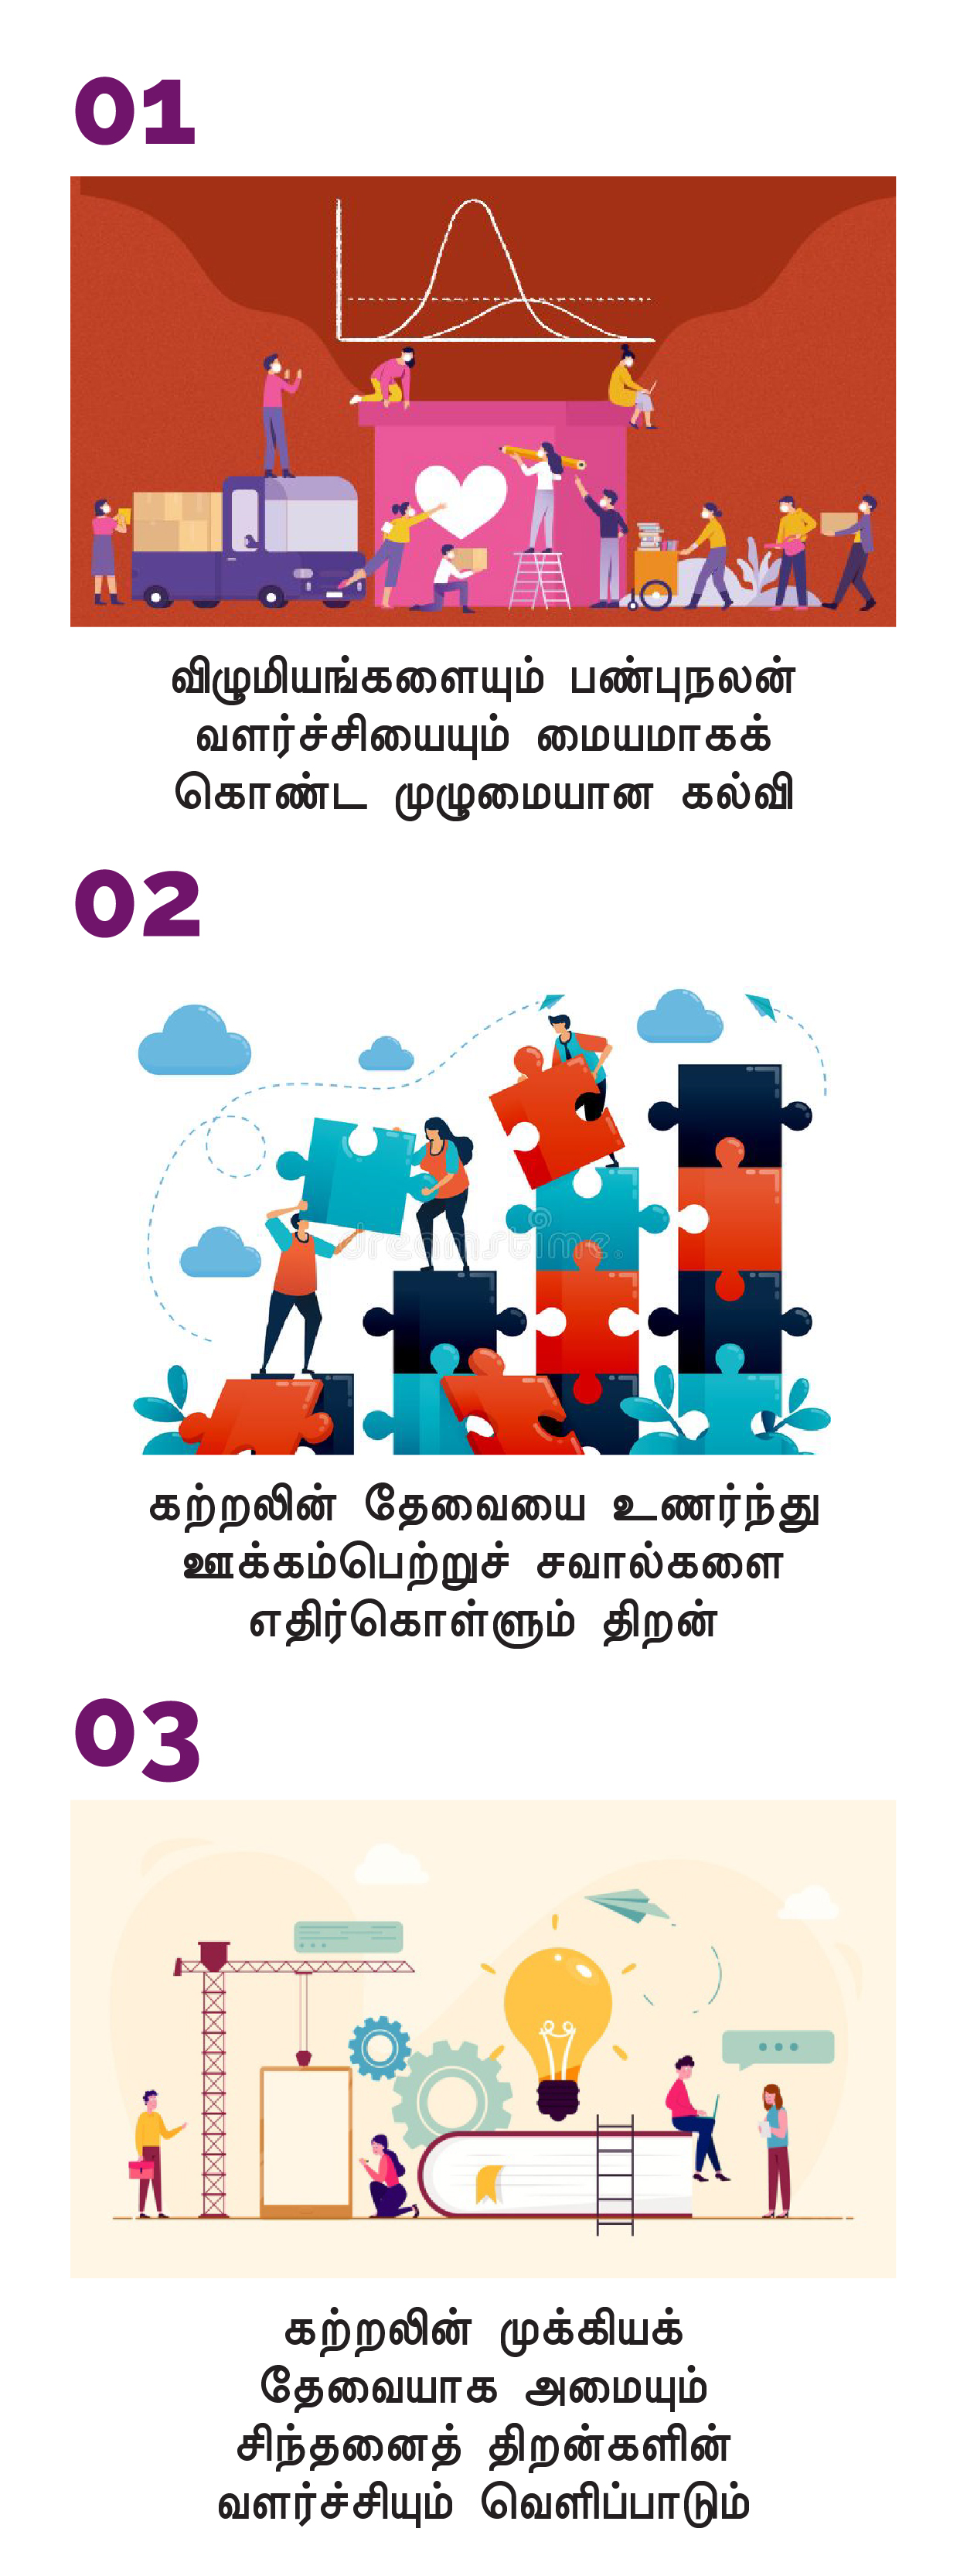 01
விழுமியங்களையும் பண்புநலன்
வளர்ச்சியையும் மையமாகக்
கொண்ட முழுமையான கல்வி
02
dreamstime.
கற்றலின் தேவையை உணர்ந்து
ஊக்கம்பெற்றுச் சவால்களை
எதிர்கொள்ளும் திறன்
03
கற்றலின் முக்கியக்
தேவையாக அமையும்
சிந்தனைத் திறன்களின்
வளர்ச்சியும் வெளிப்பாடும்